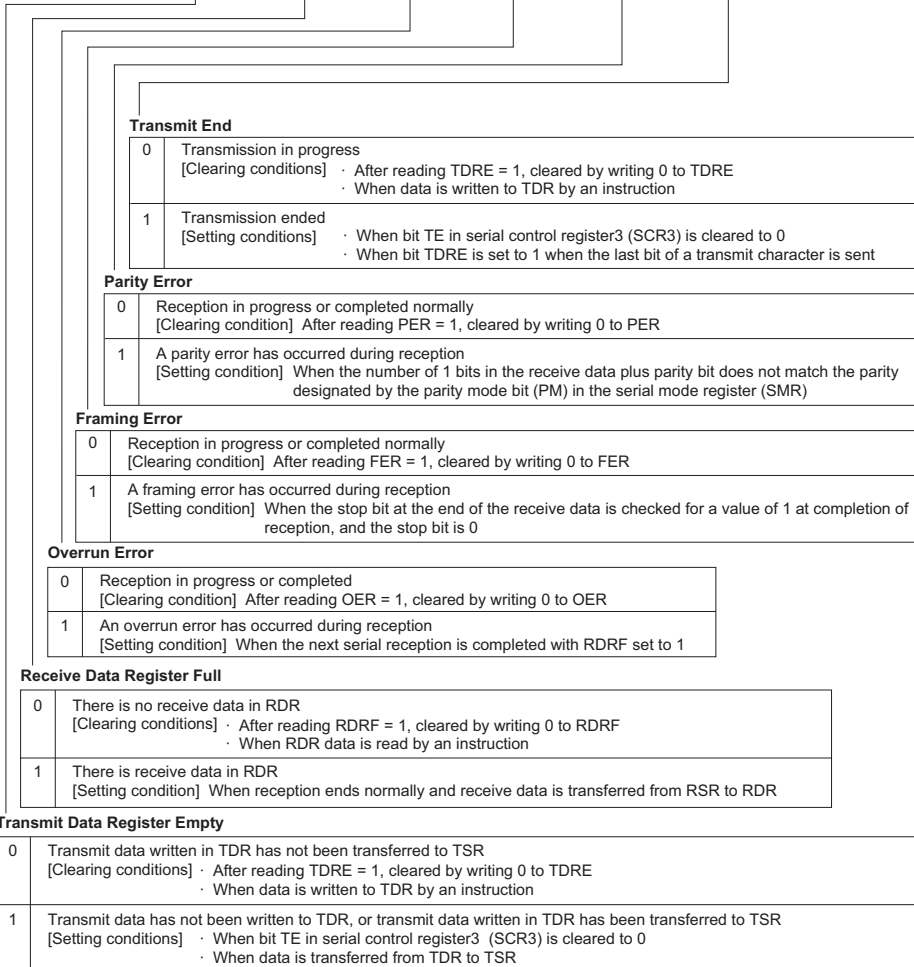 Transmit End
0 Transmission in progress
[Clearing conditions] · After reading TDRE = 1, cleared by writing 0 to TDRE
· When data is written to TDR by an instruction
1 Transmission ended
[Setting conditions] · When bit TE in serial control register3 (SCR3) is cleared to 0
· When bit TDRE is set to 1 when the last bit of a transmit character is sent
Parity Error
0 Reception in progress or completed normally
[Clearing condition] After reading PER = 1, cleared by writing 0 to PER
1 A parity error has occurred during reception
[Setting condition] When the number of 1 bits in the receive data plus parity bit does not match the parity
designated by the parity mode bit (PM) in the serial mode register (SMR)
Framing Error
0 Reception in progress or completed normally
[Clearing condition] After reading FER = 1, cleared by writing 0 to FER
1 A framing error has occurred during reception
[Setting condition] When the stop bit at the end of the receive data is checked for a value of 1 at completion of
reception, and the stop bit is 0
Overrun Error
0 Reception in progress or completed
[Clearing condition] After reading OER = 1, cleared by writing 0 to OER
1 An overrun error has occurred during reception
[Setting condition] When the next serial reception is completed with RDRF set to 1
Receive Data Register Full
0 There is no receive data in RDR
[Clearing conditions] · After reading RDRF = 1, cleared by writing 0 to RDRF
· When RDR data is read by an instruction
1 There is receive data in RDR
[Setting condition] When reception ends normally and receive data is transferred from RSR to RDR
Transmit Data Register Empty
0 Transmit data written in TDR has not been transferred to TSR
[Clearing conditions] · After reading TDRE = 1, cleared by writing 0 to TDRE
· When data is written to TDR by an instruction
1 Transmit data has not been written to TDR, or transmit data written in TDR has been transferred to TSR
[Setting conditions] · When bit TE in serial control register3 (SCR3) is cleared to 0
· When data is transferred from TDR to TSR